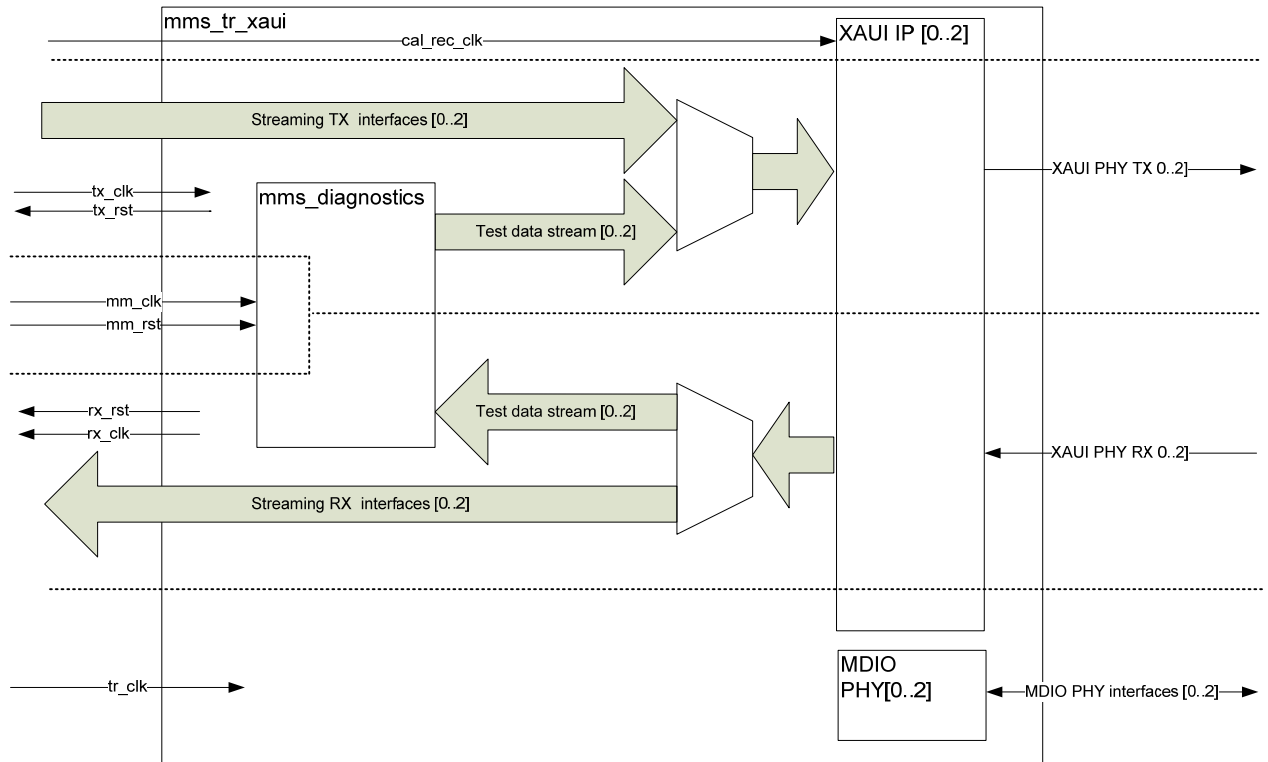 mms_tr_xaui
XAUI IP [0..2]
cal_rec_clk
Streaming TX interfaces [0..2]
XAUI PHY TX 0..2]
tx_clk
tx_rst
mms_diagnostics
Test data stream [0..2]
mm_clk
mm_rst
rx_rst
rx_clk
Test data stream [0..2]
XAUI PHY RX 0..2]
Streaming RX interfaces [0..2]
MDIO
PHY[0..2]
tr_clk
MDIO PHY interfaces [0..2]